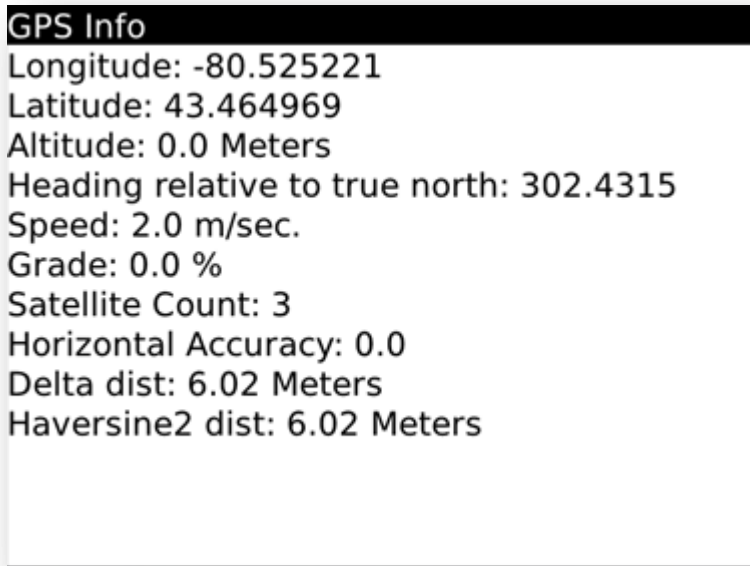 GPS Info
Longitude: -80.525221
Latitude: 43.464969
Altitude: 0.0 Meters
Heading relative to true north: 302.4315
Speed: 2.0 m/sec.
Grade: 0.0 %
Satellite Count: 3
Horizontal Accuracy: 0.0
Delta dist: 6.02 Meters
Haversine2 dist: 6.02 Meters